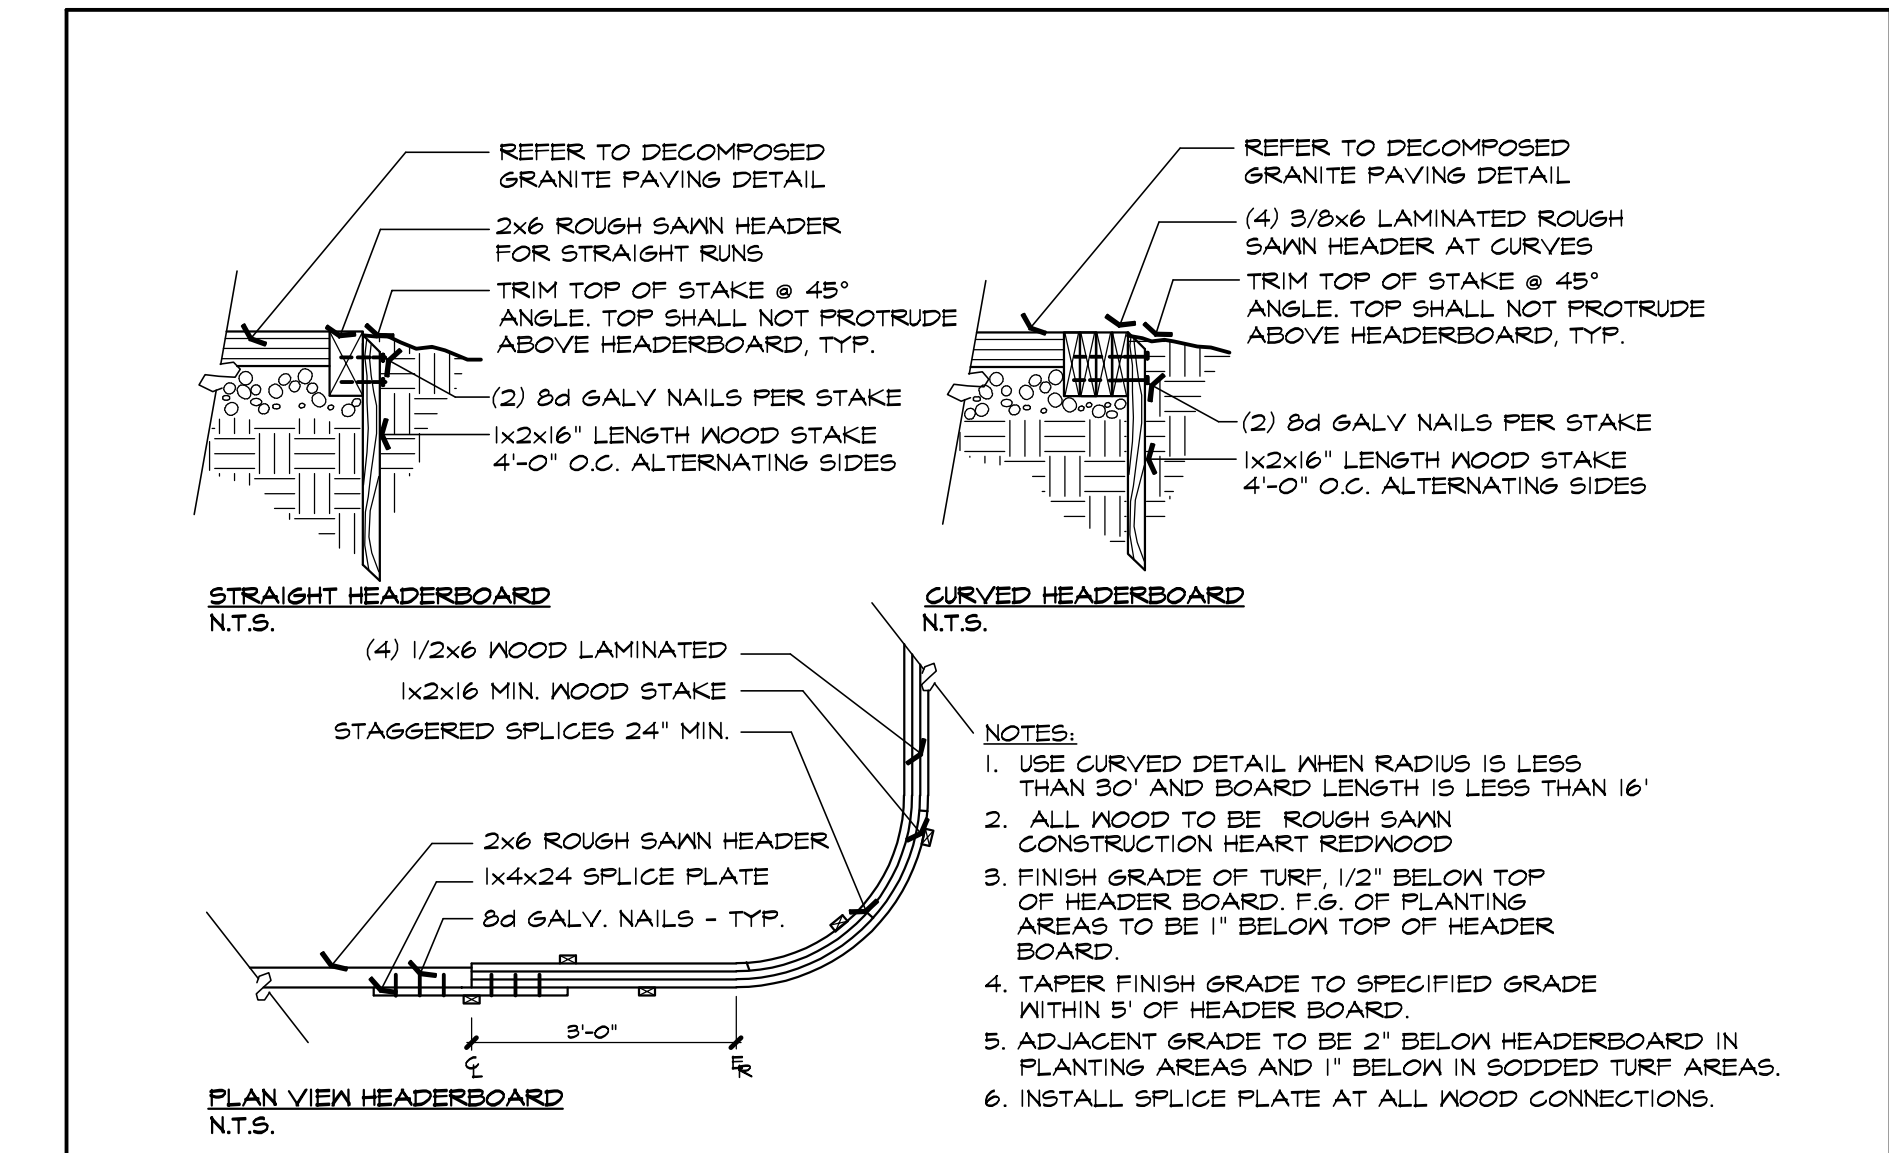 REFER TO DECOMPOSED
GRANITE PAVING DETAIL
2x6 ROUGH SAWN HEADER
FOR STRAIGHT RUNS
TRIM TOP OF STAKE @ 45°
ANGLE. TOP SHALL NOT PROTRUDE
ABOVE HEADERBOARD, TYP.
(2) 8d GALV NAILS PER STAKE
1x2x16" LENGTH WOOD STAKE
4'-0" O.C. ALTERNATING SIDES
STRAIGHT HEADERBOARD
N.T.S.
REFER TO DECOMPOSED
GRANITE PAVING DETAIL
(4) 3/8x6 LAMINATED ROUGH
SAWN HEADER AT CURVES
TRIM TOP OF STAKE @ 45°
ANGLE. TOP SHALL NOT PROTRUDE
ABOVE HEADERBOARD, TYP.
(2) 8d GALV NAILS PER STAKE
1x2x16" LENGTH WOOD STAKE
4'-0" O.C. ALTERNATING SIDES
CURVED HEADERBOARD
N.T.S.
(4) 1/2x6 WOOD LAMINATED
1x2x16 MIN. WOOD STAKE
STAGGERED SPLICES 24" MIN.
2x6 ROUGH SAWN HEADER
1x4x24 SPLICE PLATE
8d GALV. NAILS - TYP.
3'-0"
CL
ER
PLAN VIEW HEADERBOARD
N.T.S.
NOTES:
1. USE CURVED DETAIL WHEN RADIUS IS LESS
THAN 30' AND BOARD LENGTH IS LESS THAN 16'
2. ALL WOOD TO BE ROUGH SAWN
CONSTRUCTION HEART REDWOOD
3. FINISH GRADE OF TURF, 1/2" BELOW TOP
OF HEADER BOARD. F.G. OF PLANTING
AREAS TO BE 1" BELOW TOP OF HEADER
BOARD.
4. TAPER FINISH GRADE TO SPECIFIED GRADE
WITHIN 5' OF HEADER BOARD.
5. ADJACENT GRADE TO BE 2" BELOW HEADERBOARD IN
PLANTING AREAS AND 1" BELOW IN SODDED TURF AREAS.
6. INSTALL SPLICE PLATE AT ALL WOOD CONNECTIONS.